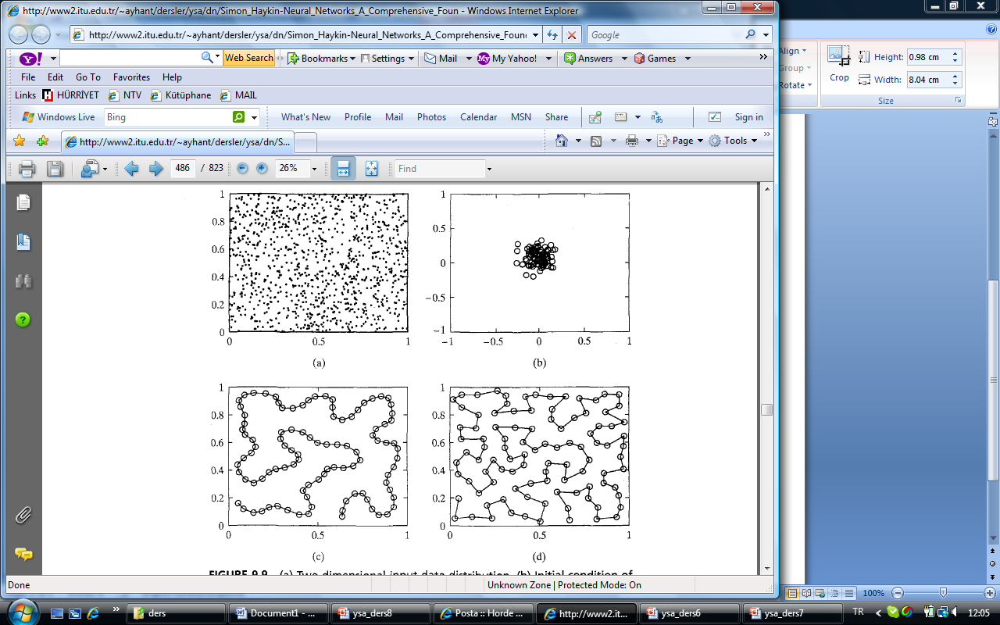 http://www2.itu.edu.tr/~ayhant/dersler/ysa/dn/Simon_Haykin-Neural_Networks_A_Comprehensive_Foun - Windows Internet Explorer
http://www2.itu.edu.tr/~ayhant/dersler/ysa/dn/Simon_Haykin-Neural_Networks_A_Comprehensive_Foun
Google
Y!
Web Search
Bookmarks
Settings
Mail
My
My Yahoo!
Answers
Games
»
File Edit Go To Favorites Help
Links
H HÜRRİYET
NTV
Kütüphane
MAIL
Windows Live
Bing
What's New
Profile
Mail
Photos
Calendar
MSN
Share
Sign in
http://www2.itu.edu.tr/~ayhant/dersler/ysa/dn/S...
Page
Tools
»
486 / 823
26%
Find
1
0.8
0.6
0.4
0.2
0
0 0.5 1
(a)
1
0.5
0
−0.5
−1
−1 −0.5 0 0.5 1
(b)
1
0.8
0.6
0.4
0.2
0
0 0.5 1
(c)
1
0.8
0.6
0.4
0.2
0
0 0.5 1
(d)
FIGURE 9.9 (a) Two-dimensional input data distribution. (b) Initial condition of
Done
Unknown Zone | Protected Mode: On
Align
Group
Rotate
Crop
Height: 0.98 cm
Width: 8.04 cm
Size
100%
»
ders
Document1 - ...
ysa_ders8
Posta :: Horde ...
http://www2.it...
ysa_ders6
ysa_ders7
TR
12:05